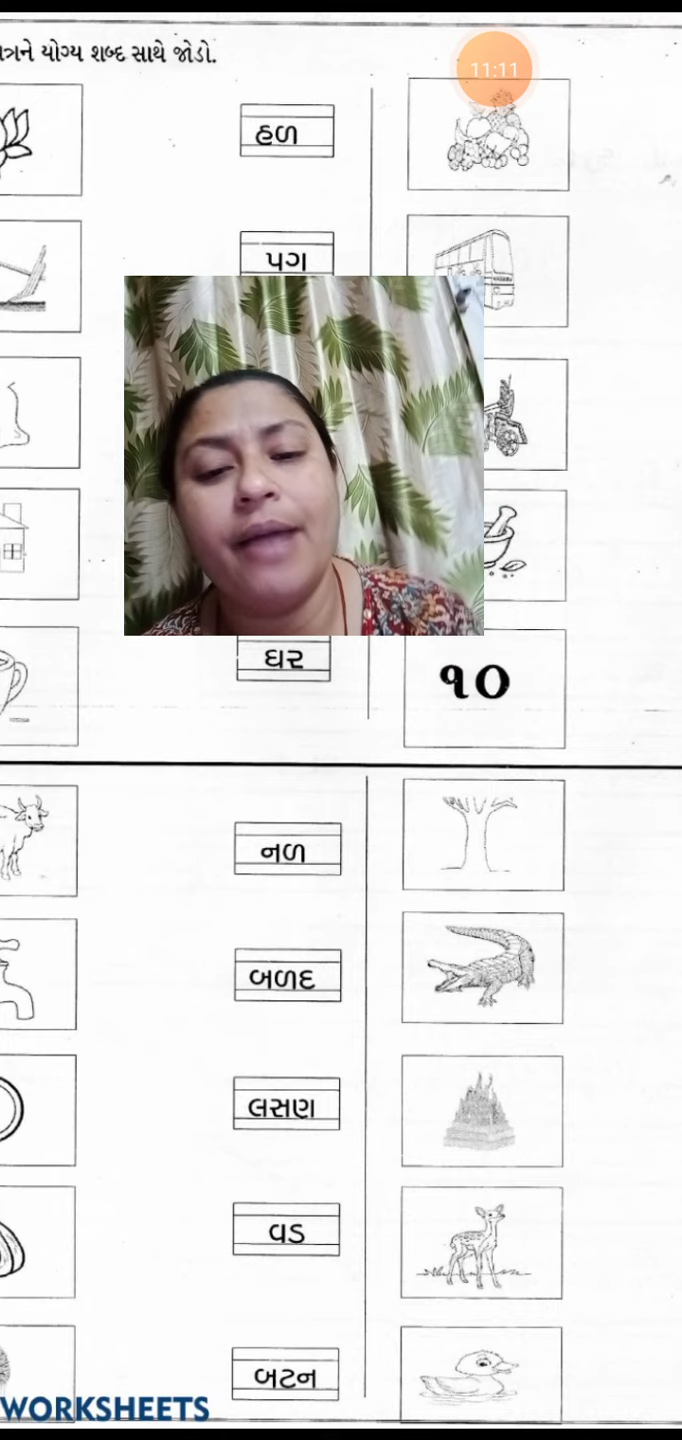 ત્રને યોગ્ય શબ્દ સાથે જોડો.
11:11
હળ
પગ
ઘર
૧૦
નળ
બળદ
લસણ
વડ
બટન
WORKSHEETS